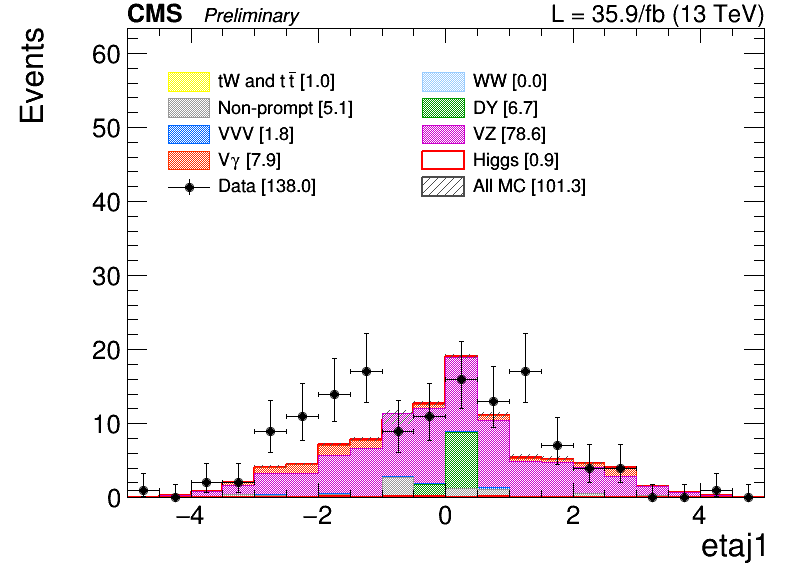 CMS Preliminary L = 35.9/fb (13 TeV)
Events
60
50
40
30
20
10
0
tW and t t̄ [1.0]
WW [0.0]
Non-prompt [5.1]
DY [6.7]
VVV [1.8]
VZ [78.6]
Vγ [7.9]
Higgs [0.9]
Data [138.0]
All MC [101.3]
−4 −2 0 2 4
etaj1